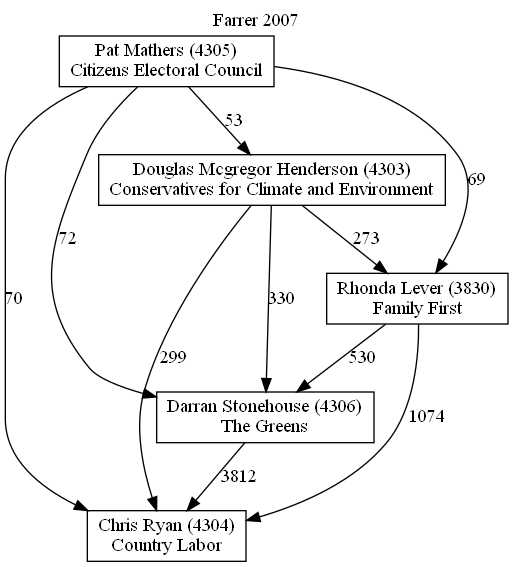 Farrer 2007
Pat Mathers (4305)
Citizens Electoral Council
53
Douglas Mcgregor Henderson (4303)
Conservatives for Climate and Environment
69
72
273
Rhonda Lever (3830)
Family First
70
330
299
530
Darran Stonehouse (4306)
The Greens
1074
3812
Chris Ryan (4304)
Country Labor